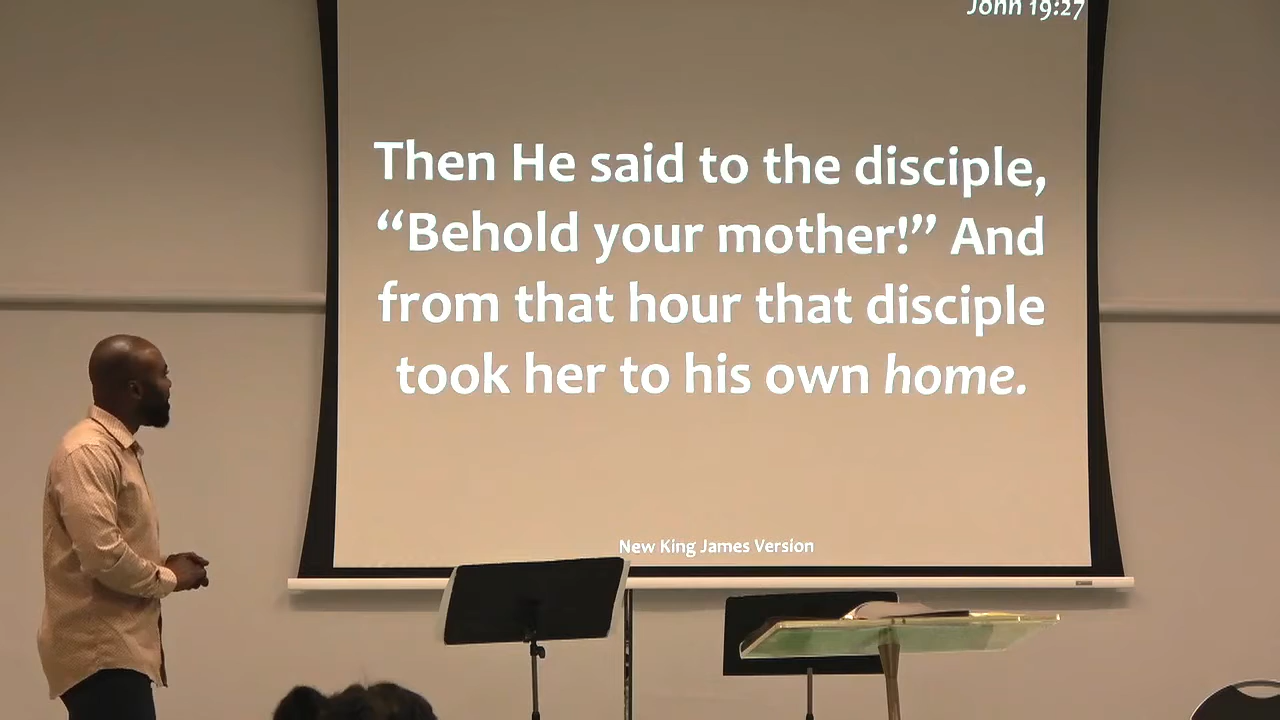 John 19:27
Then He said to the disciple,
“Behold your mother!” And
from that hour that disciple
took her to his own home.
New King James Version